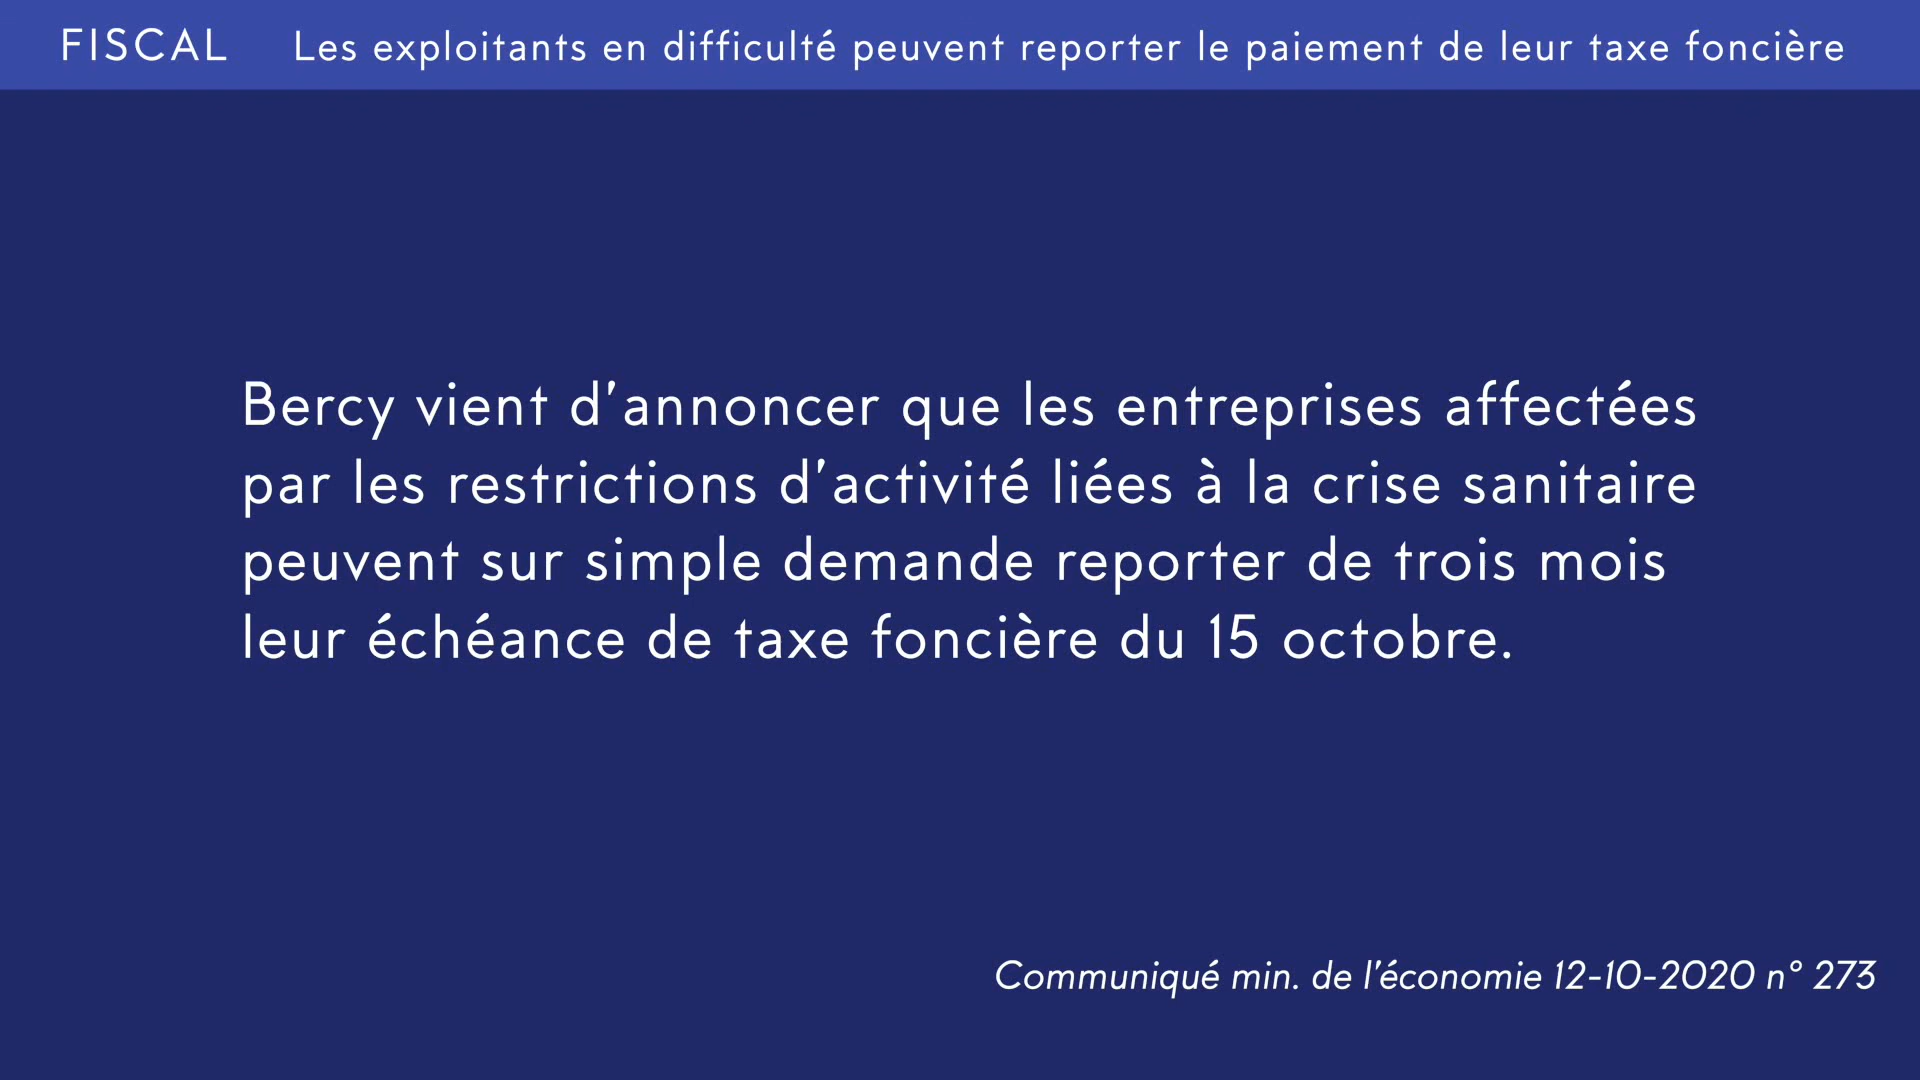 FISCAL Les exploitants en difficulté peuvent reporter le paiement de leur taxe foncière
Bercy vient d'annoncer que les entreprises affectées
par les restrictions d'activité liées à la crise sanitaire
peuvent sur simple demande reporter de trois mois
leur échéance de taxe foncière du 15 octobre.
Communiqué min. de l'économie 12-10-2020 n° 273